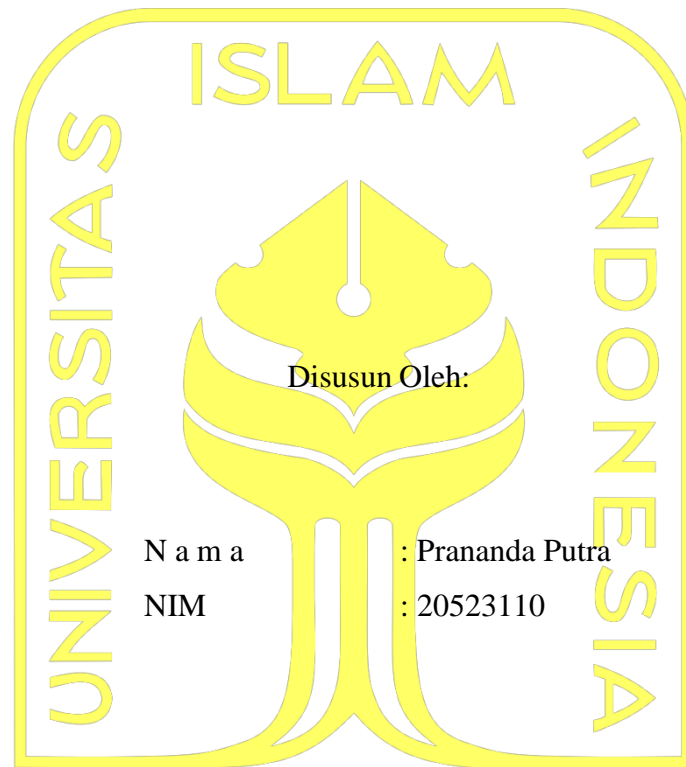 ISLAM
UNIVERSITAS
INDONESIA
Disusun Oleh:
N a m a : Prananda Putra
NIM : 20523110